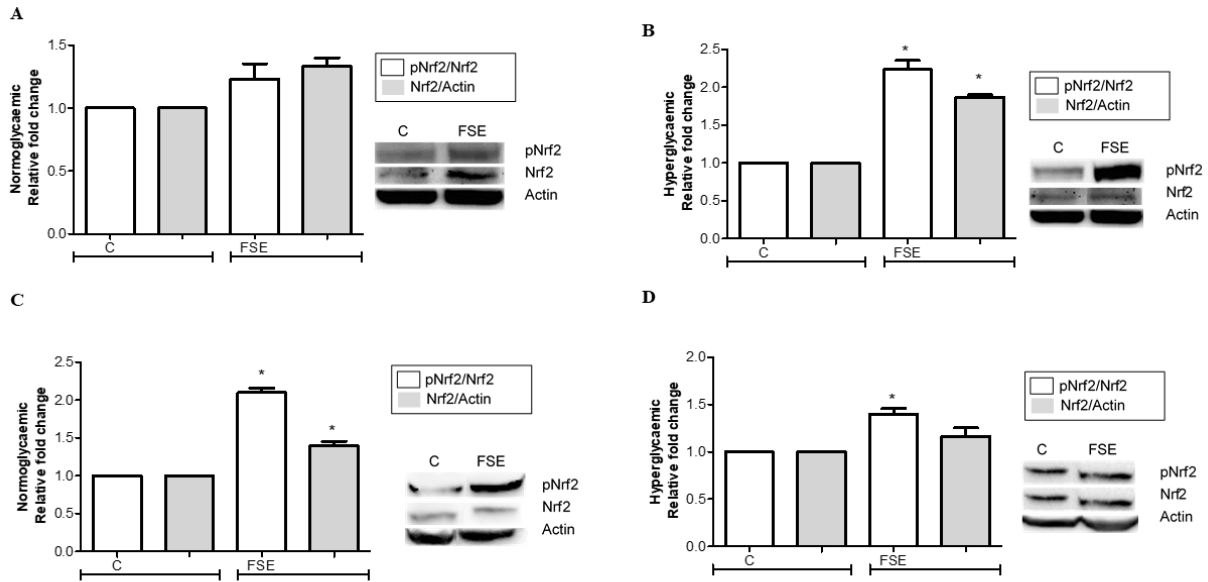 A
Normoglycaemic
Relative fold change
1.5
1.0
0.5
0.0
C
FSE
pNrf2/Nrf2
Nrf2/Actin
C FSE
pNrf2
Nrf2
Actin
B
Hyperglycaemic
Relative fold change
2.5
2.0
1.5
1.0
0.5
0.0
*
*
C
FSE
pNrf2/Nrf2
Nrf2/Actin
C FSE
pNrf2
Nrf2
Actin
C
Normoglycaemic
Relative fold change
2.5
2.0
1.5
1.0
0.5
0.0
*
*
C
FSE
pNrf2/Nrf2
Nrf2/Actin
C FSE
pNrf2
Nrf2
Actin
D
Hyperglycaemic
Relative fold change
2.0
1.5
1.0
0.5
0.0
*
C
FSE
pNrf2/Nrf2
Nrf2/Actin
C FSE
pNrf2
Nrf2
Actin